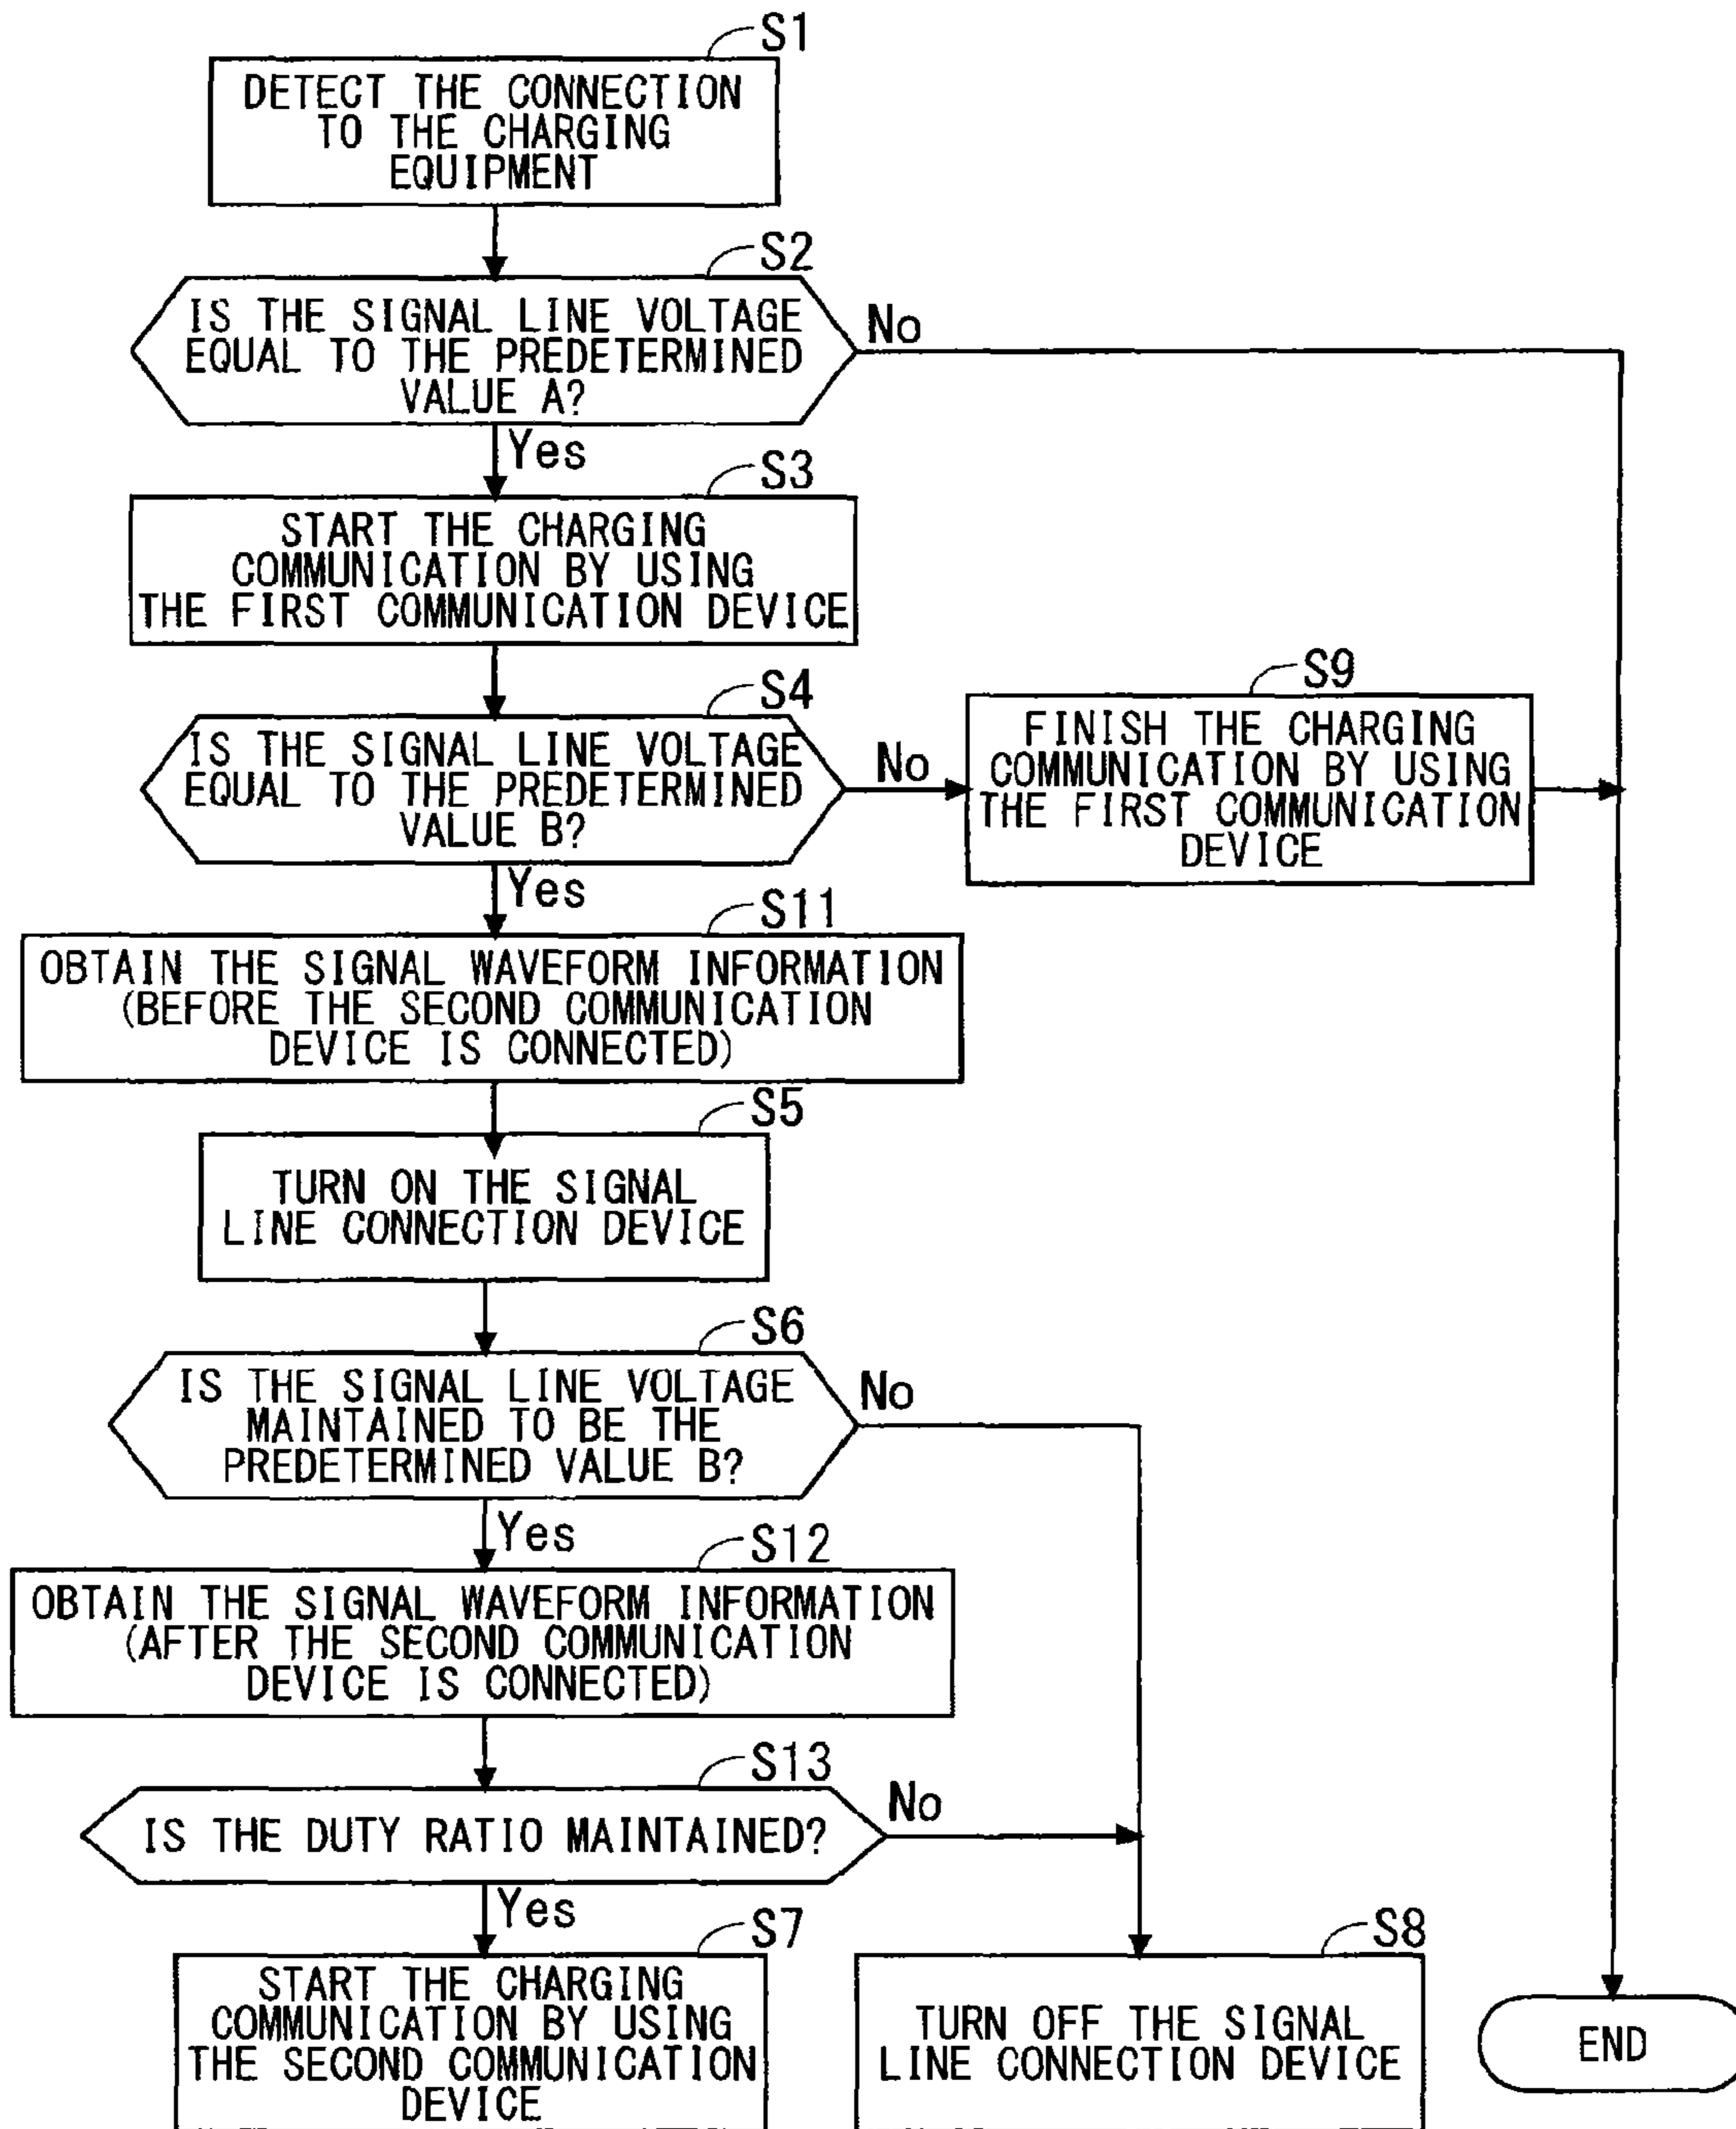 S1
DETECT THE CONNECTION
TO THE CHARGING
EQUIPMENT
S2
IS THE SIGNAL LINE VOLTAGE
EQUAL TO THE PREDETERMINED
VALUE A?
No
Yes
S3
START THE CHARGING
COMMUNICATION BY USING
THE FIRST COMMUNICATION DEVICE
S4
IS THE SIGNAL LINE VOLTAGE
EQUAL TO THE PREDETERMINED
VALUE B?
No
S9
FINISH THE CHARGING
COMMUNICATION BY USING
THE FIRST COMMUNICATION
DEVICE
Yes
S11
OBTAIN THE SIGNAL WAVEFORM INFORMATION
(BEFORE THE SECOND COMMUNICATION
DEVICE IS CONNECTED)
S5
TURN ON THE SIGNAL
LINE CONNECTION DEVICE
S6
IS THE SIGNAL LINE VOLTAGE
MAINTAINED TO BE THE
PREDETERMINED VALUE B?
No
Yes
S12
OBTAIN THE SIGNAL WAVEFORM INFORMATION
(AFTER THE SECOND COMMUNICATION
DEVICE IS CONNECTED)
S13
IS THE DUTY RATIO MAINTAINED?
No
Yes
S7
START THE CHARGING
COMMUNICATION BY USING
THE SECOND COMMUNICATION
DEVICE
S8
TURN OFF THE SIGNAL
LINE CONNECTION DEVICE
END